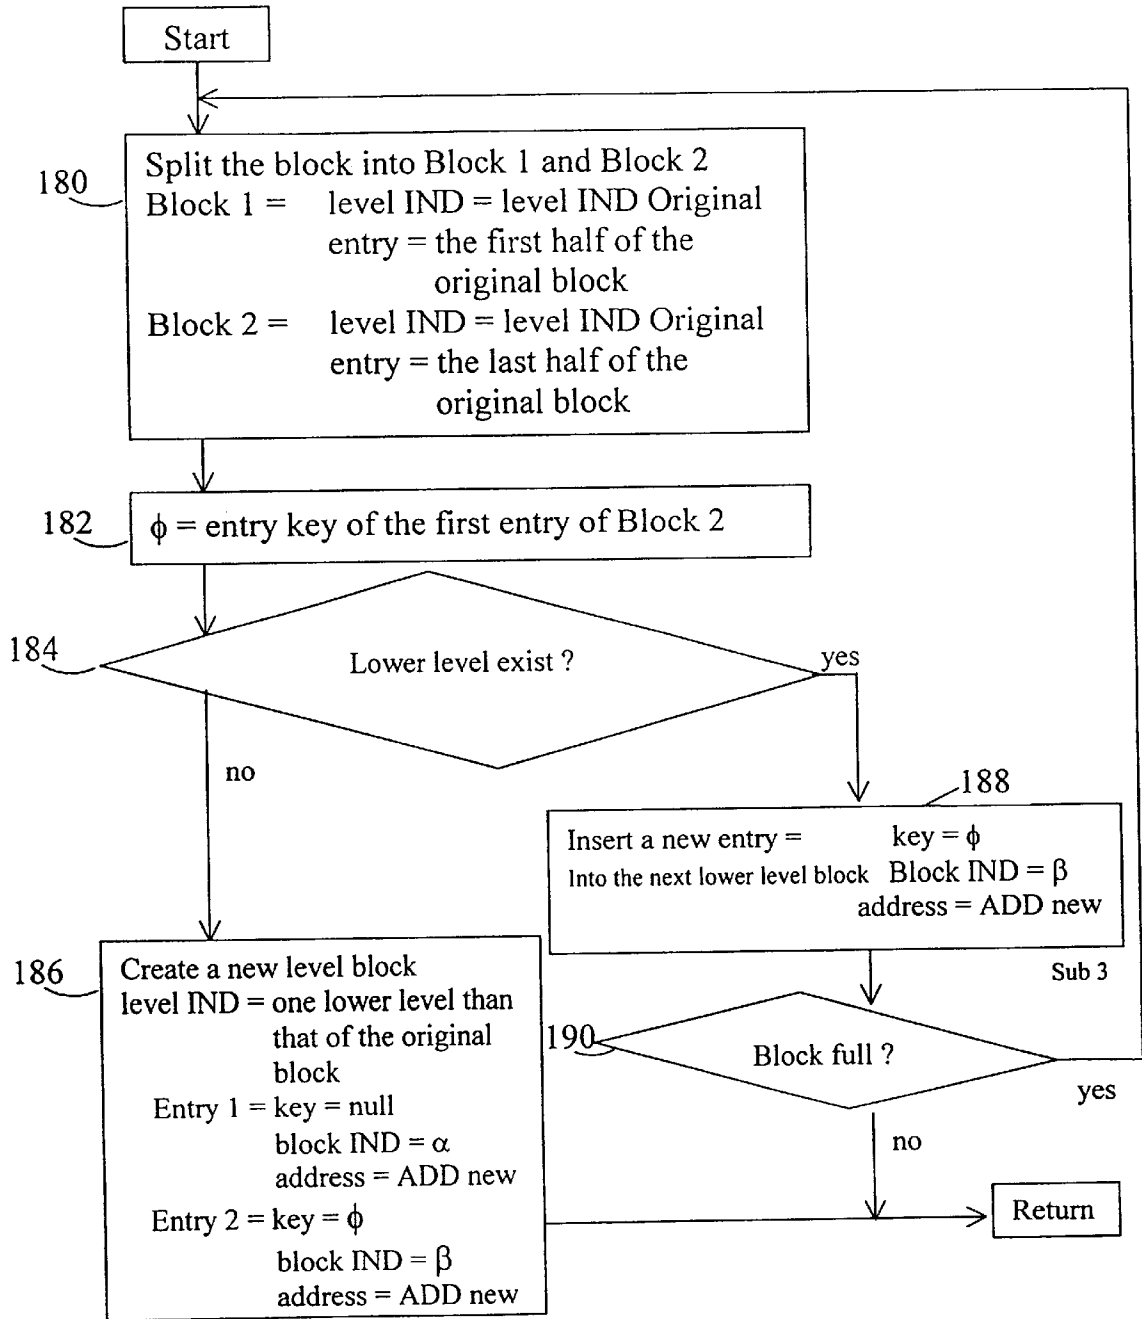 Start
180
Split the block into Block 1 and Block 2
Block 1 = level IND = level IND Original
entry = the first half of the
original block
Block 2 = level IND = level IND Original
entry = the last half of the
original block
182
ϕ = entry key of the first entry of Block 2
184
Lower level exist ?
yes
no
188
Insert a new entry = key = ϕ
Into the next lower level block Block IND = β
address = ADD new
Sub 3
186
Create a new level block
level IND = one lower level than
that of the original
block
Entry 1 = key = null
block IND = α
address = ADD new
Entry 2 = key = ϕ
block IND = β
address = ADD new
190
Block full ?
yes
no
Return